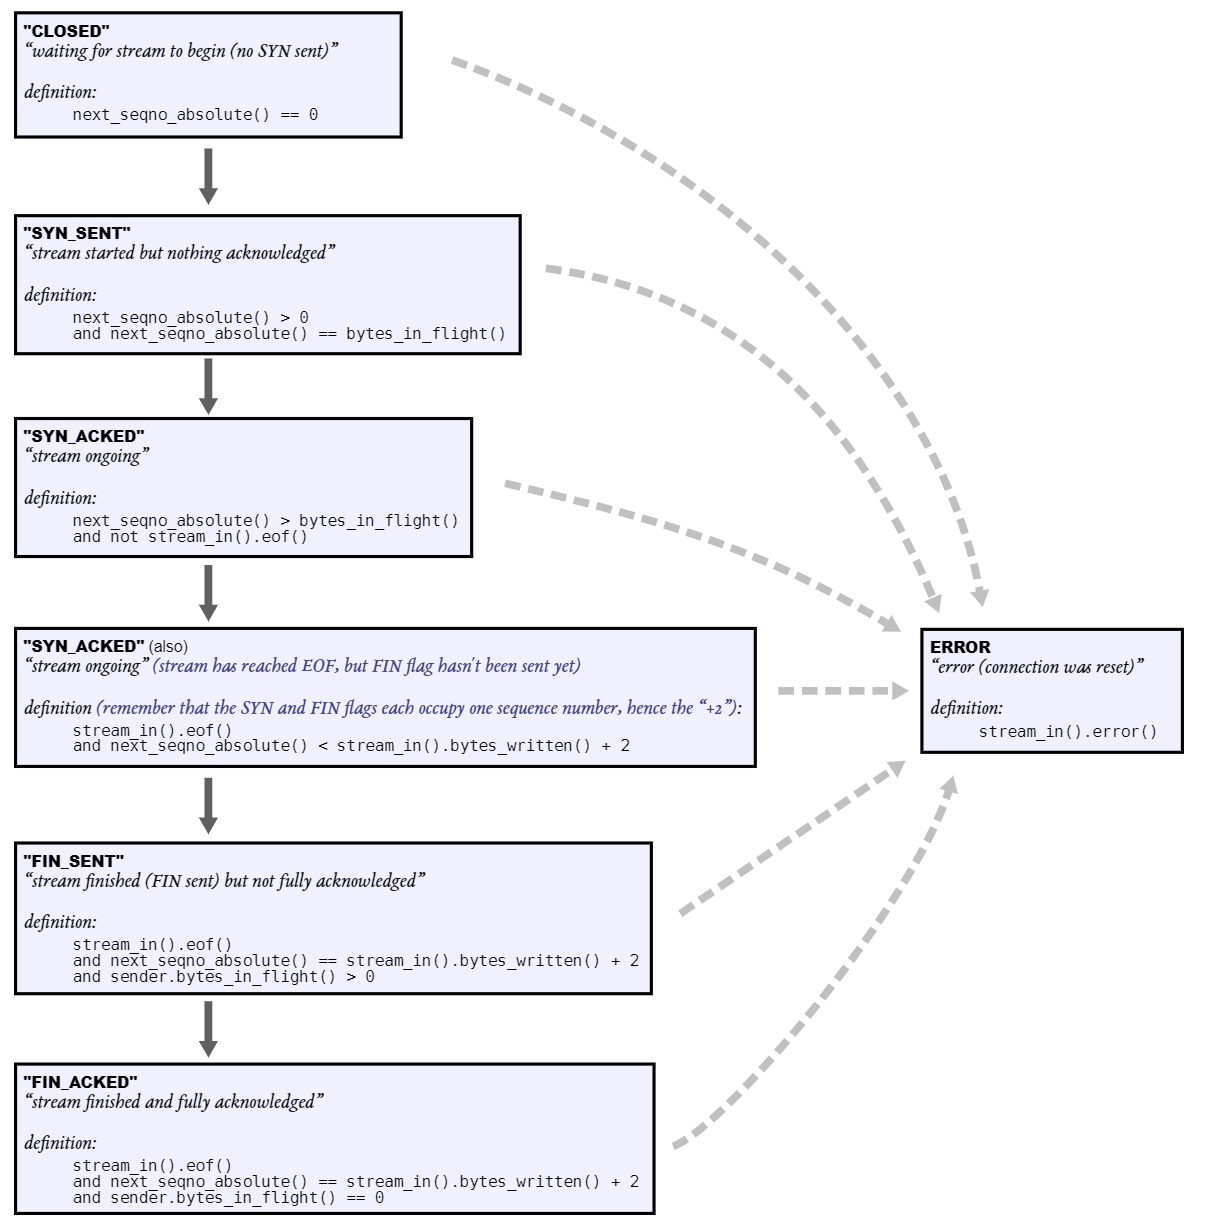 "CLOSED"
“waiting for stream to begin (no SYN sent)”
definition:
next_seqno_absolute() == 0
"SYN_SENT"
“stream started but nothing acknowledged”
definition:
next_seqno_absolute() > 0
and next_seqno_absolute() == bytes_in_flight()
"SYN_ACKED"
“stream ongoing”
definition:
next_seqno_absolute() > bytes_in_flight()
and not stream_in().eof()
"SYN_ACKED" (also)
“stream ongoing” (stream has reached EOF, but FIN flag hasn't been sent yet)
definition (remember that the SYN and FIN flags each occupy one sequence number, hence the “+2”):
stream_in().eof()
and next_seqno_absolute() < stream_in().bytes_written() + 2
"FIN_SENT"
“stream finished (FIN sent) but not fully acknowledged”
definition:
stream_in().eof()
and next_seqno_absolute() == stream_in().bytes_written() + 2
and sender.bytes_in_flight() > 0
"FIN_ACKED"
“stream finished and fully acknowledged”
definition:
stream_in().eof()
and next_seqno_absolute() == stream_in().bytes_written() + 2
and sender.bytes_in_flight() == 0
ERROR
“error (connection was reset)”
definition:
stream_in().error()